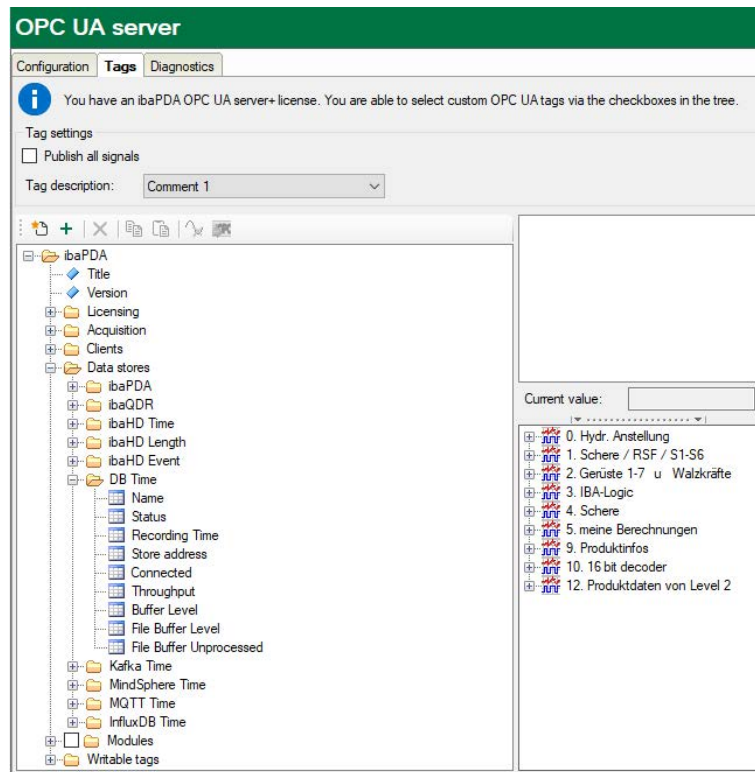 OPC UA server
Configuration Tags Diagnostics
You have an ibaPDA OPC UA server+ license. You are able to select custom OPC UA tags via the checkboxes in the tree.
Tag settings
Publish all signals
Tag description: Comment 1
ibaPDA
Title
Version
Licensing
Acquisition
Clients
Data stores
ibaPDA
ibaQDR
ibaHD Time
ibaHD Length
ibaHD Event
DB Time
Name
Status
Recording Time
Store address
Connected
Throughput
Buffer Level
File Buffer Level
File Buffer Unprocessed
Kafka Time
MindSphere Time
MQTT Time
InfluxDB Time
Modules
Writable tags
Current value:
0. Hydr. Anstellung
1. Schere / RSF / S1-S6
2. Gerüste 1-7 u Walzkräfte
3. IBA-Logic
4. Schere
5. meine Berechnungen
9. Produktinfos
10. 16 bit decoder
12. Produktdaten von Level 2